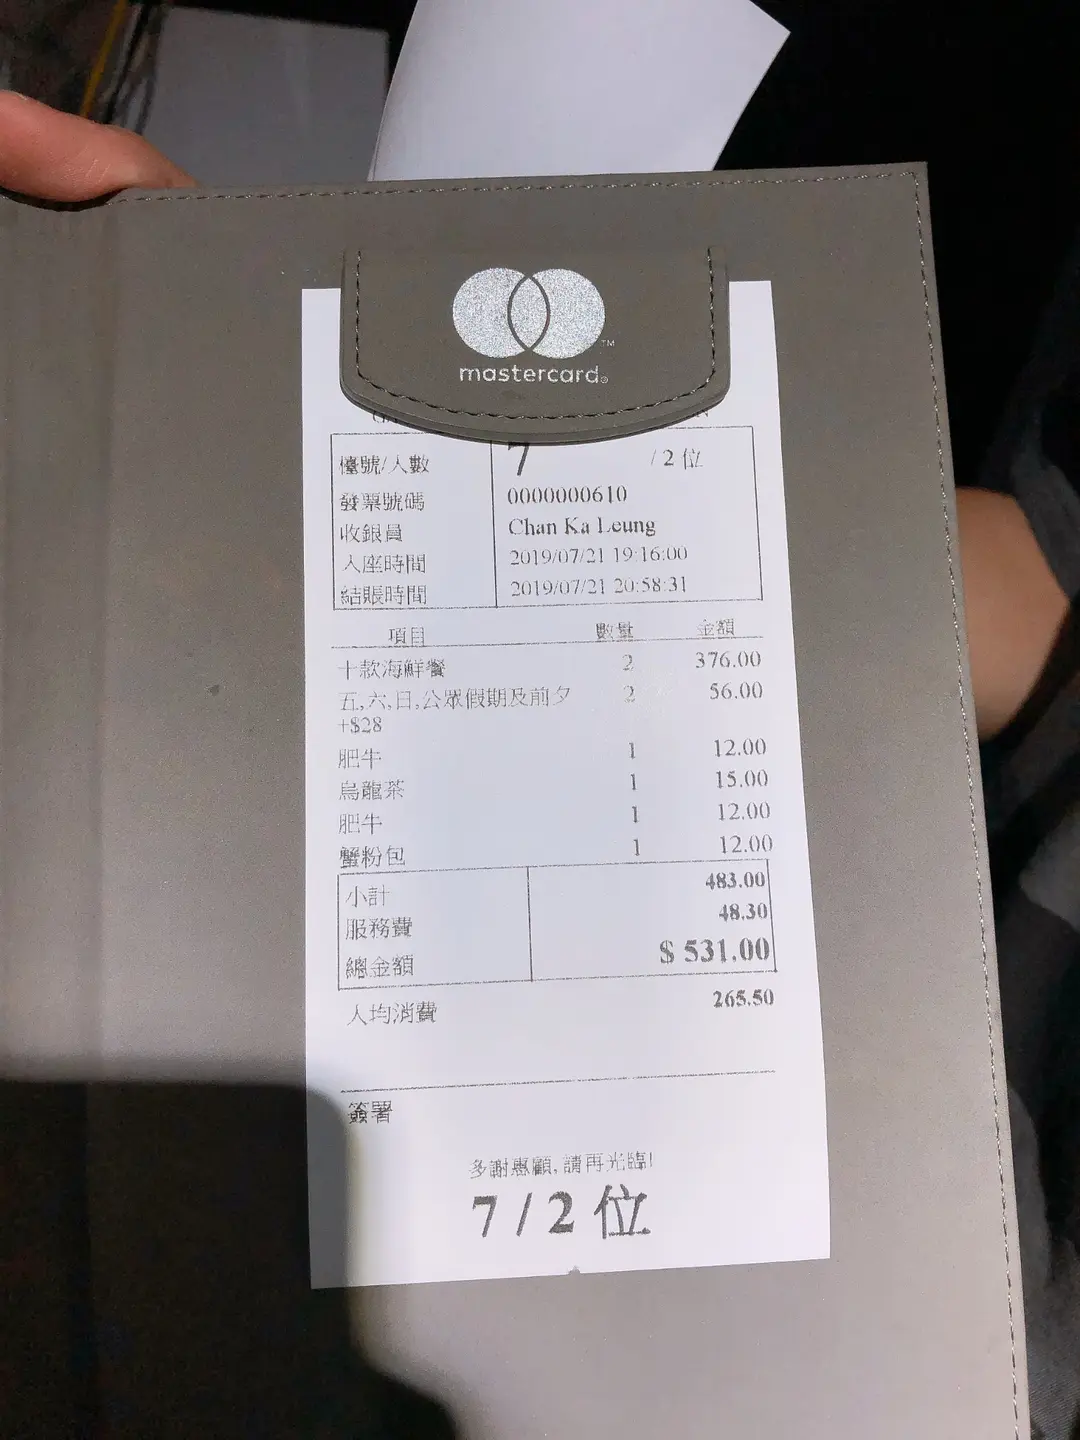 mastercard®
檯號/人數 7 / 2 位
發票號碼 0000000610
收銀員 Chan Ka Leung
入座時間 2019/07/21 19:16:00
結賬時間 2019/07/21 20:58:31
項目 數量 金額
十款海鮮餐 2 376.00
五,六,日,公眾假期及前夕 2 56.00
+$28
肥牛 1 12.00
烏龍茶 1 15.00
肥牛 1 12.00
蟹粉包 1 12.00
小計 483.00
服務費 48.30
總金額 $ 531.00
人均消費 265.50
簽署
多謝惠顧,請再光臨!
7 / 2 位